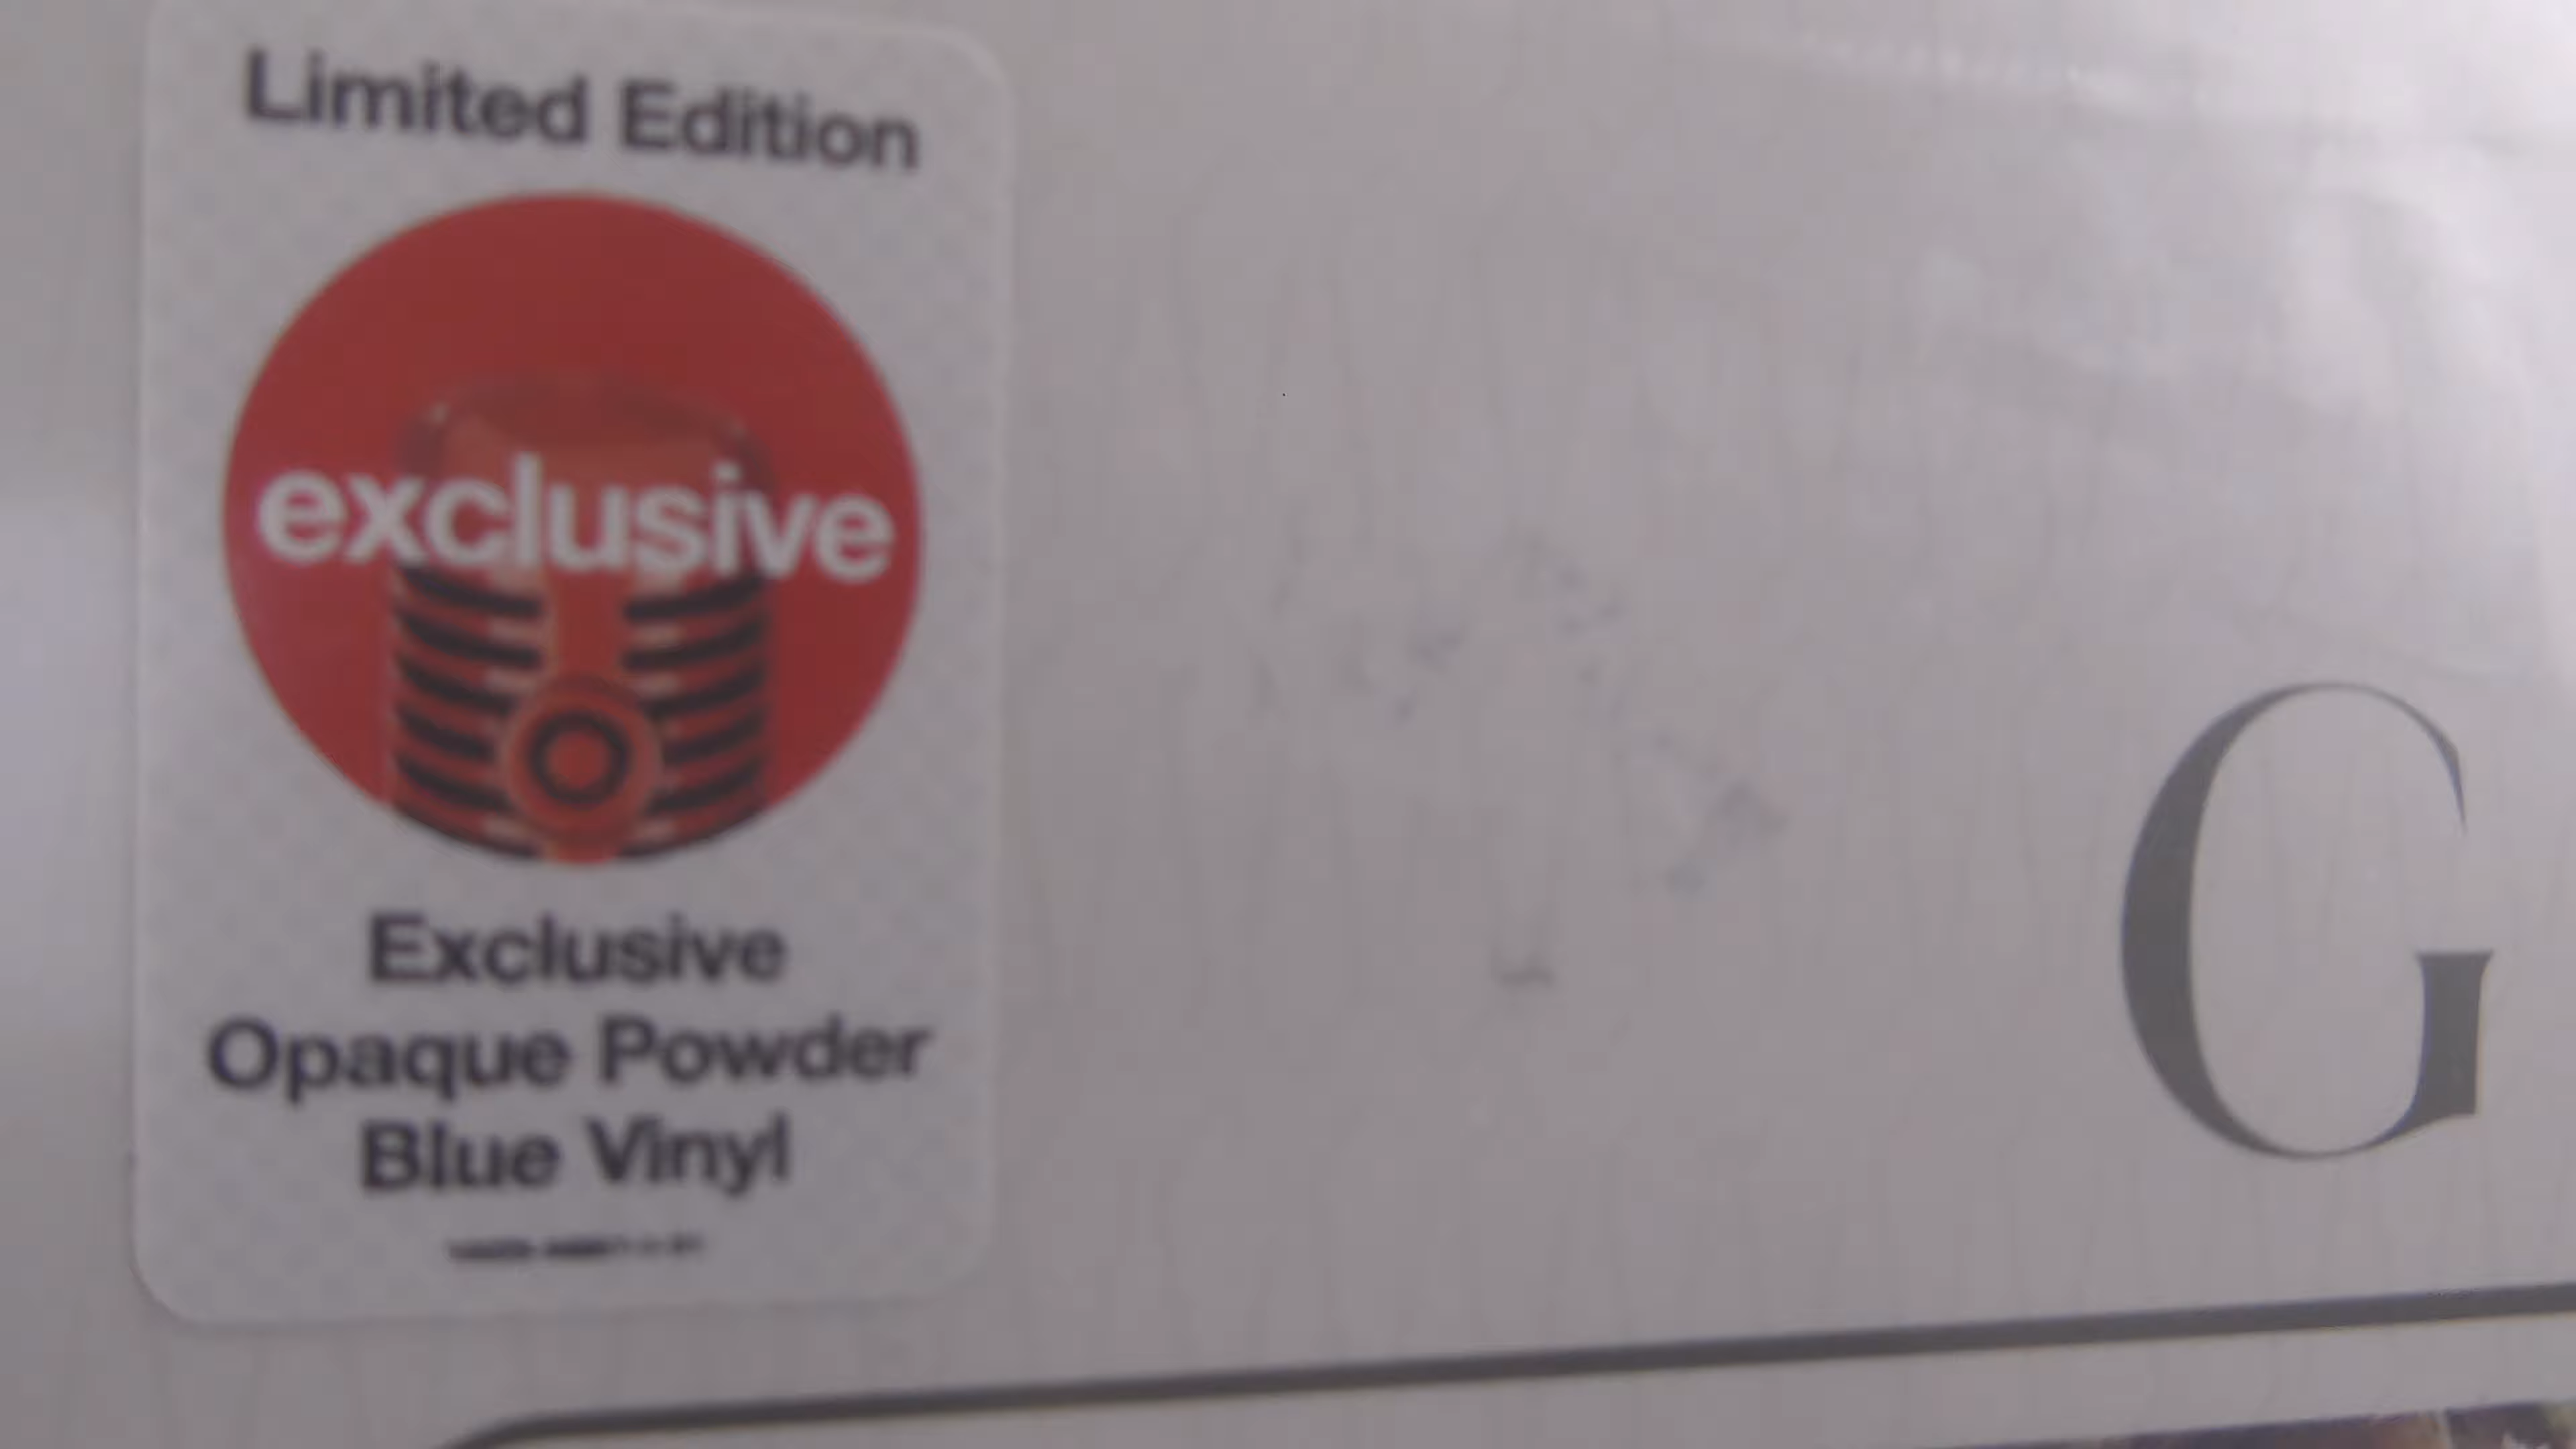 Limited Edition
exclusive
Exclusive
Opaque Powder
Blue Vinyl
G